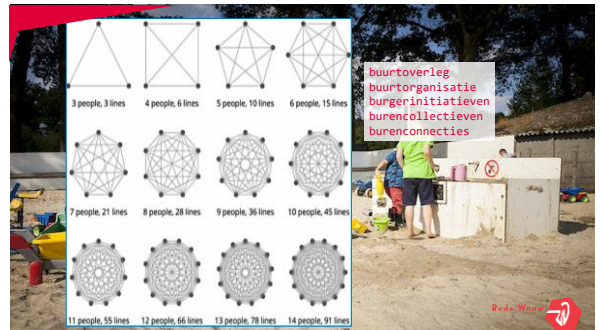 3 people, 3 lines
4 people, 6 lines
5 people, 10 lines
6 people, 15 lines
7 people, 21 lines
8 people, 28 lines
9 people, 36 lines
10 people, 45 lines
11 people, 55 lines
12 people, 66 lines
13 people, 78 lines
14 people, 91 lines
buurtoverleg
buurtorganisatie
burgerinitiatieven
burencollectieven
burenconnecties
Rode Wouw